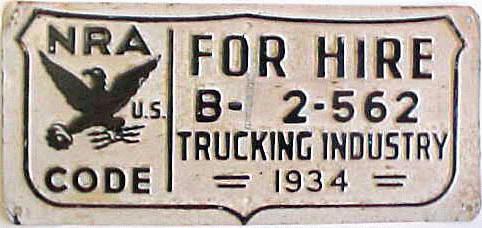 NRA
U.S.
CODE
FOR HIRE
B- 2-562
TRUCKING INDUSTRY
= 1934 =